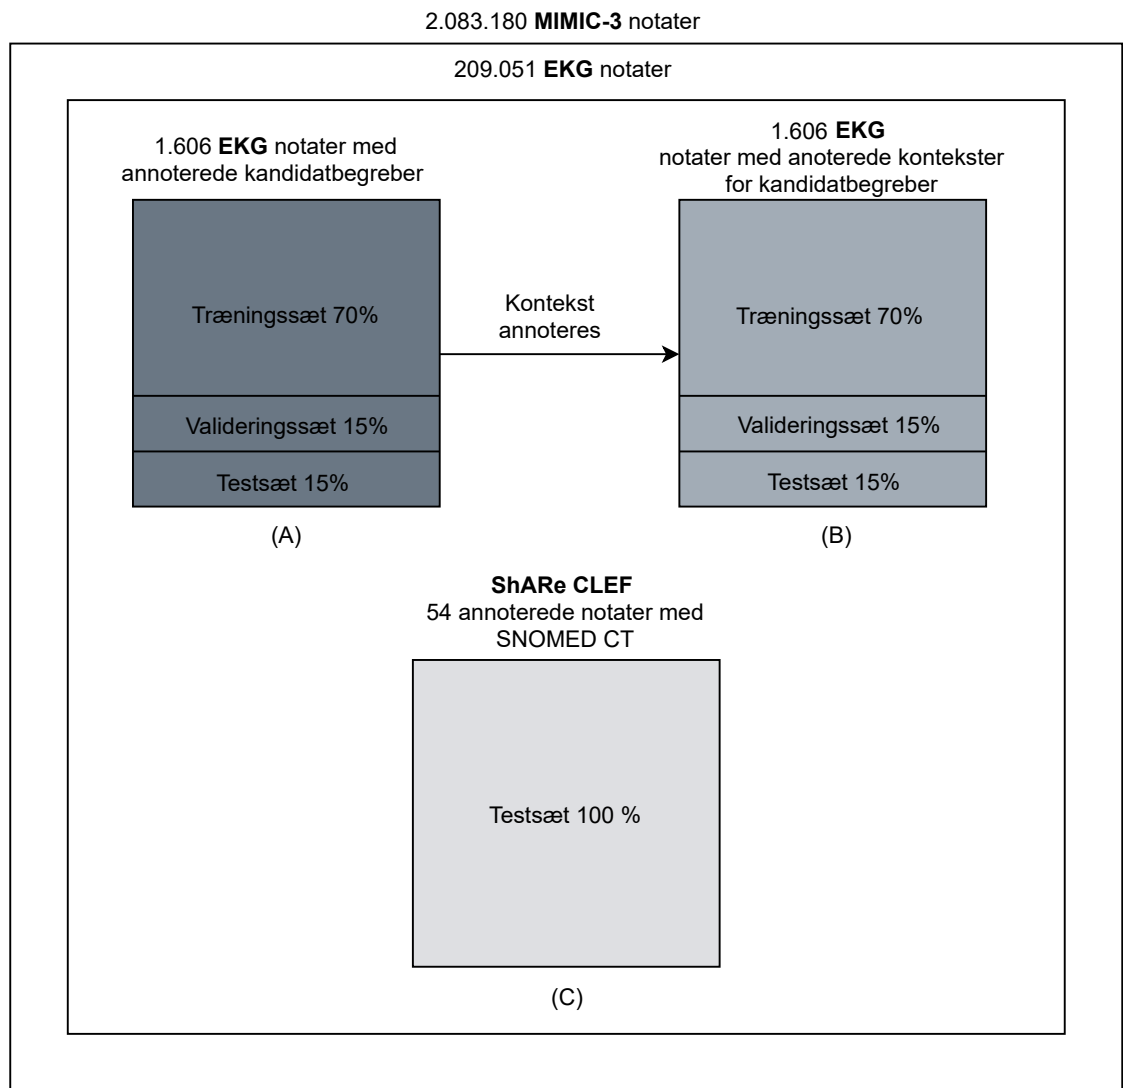 2.083.180 MIMIC-3 notater
209.051 EKG notater
1.606 EKG notater med
annoterede kandidatbegreber
Træningssæt 70%
Valideringssæt 15%
Testsæt 15%
(A)
Kontekst
annoteres
1.606 EKG
notater med anoterede kontekster
for kandidatbegreber
Træningssæt 70%
Valideringssæt 15%
Testsæt 15%
(B)
ShARe CLEF
54 annoterede notater med
SNOMED CT
Testsæt 100 %
(C)